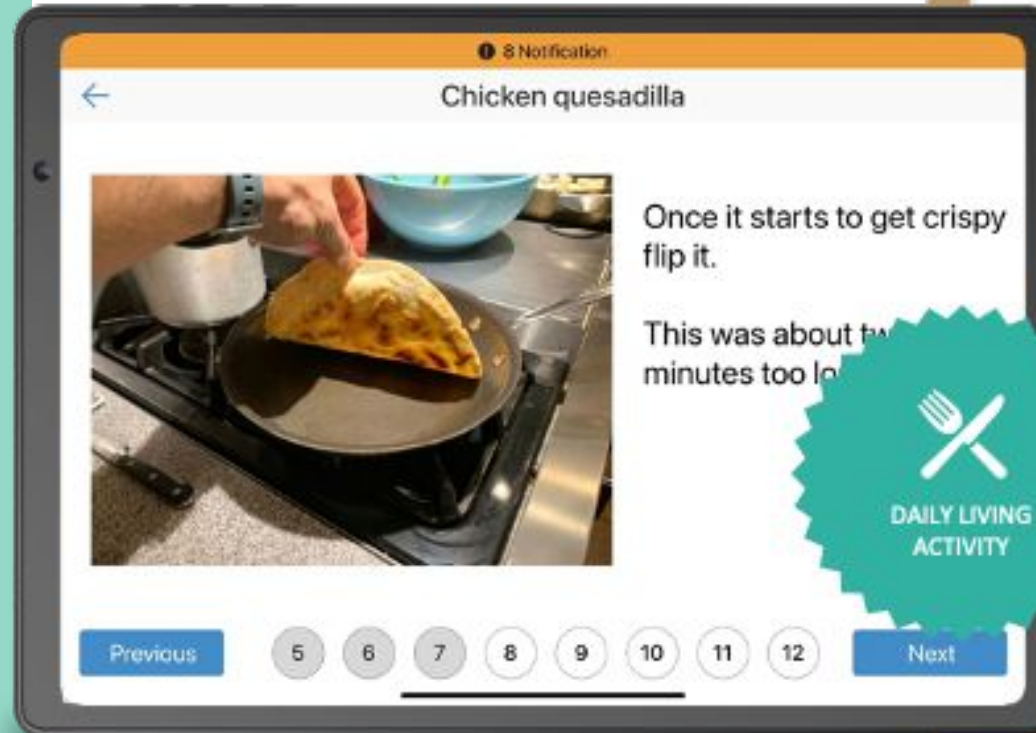 8 Notification
Chicken quesadilla
Once it starts to get crispy
flip it.
This was about
minutes too
DAILY LIVING
ACTIVITY
Previous
5
6
7
8
9
10
11
12
Next